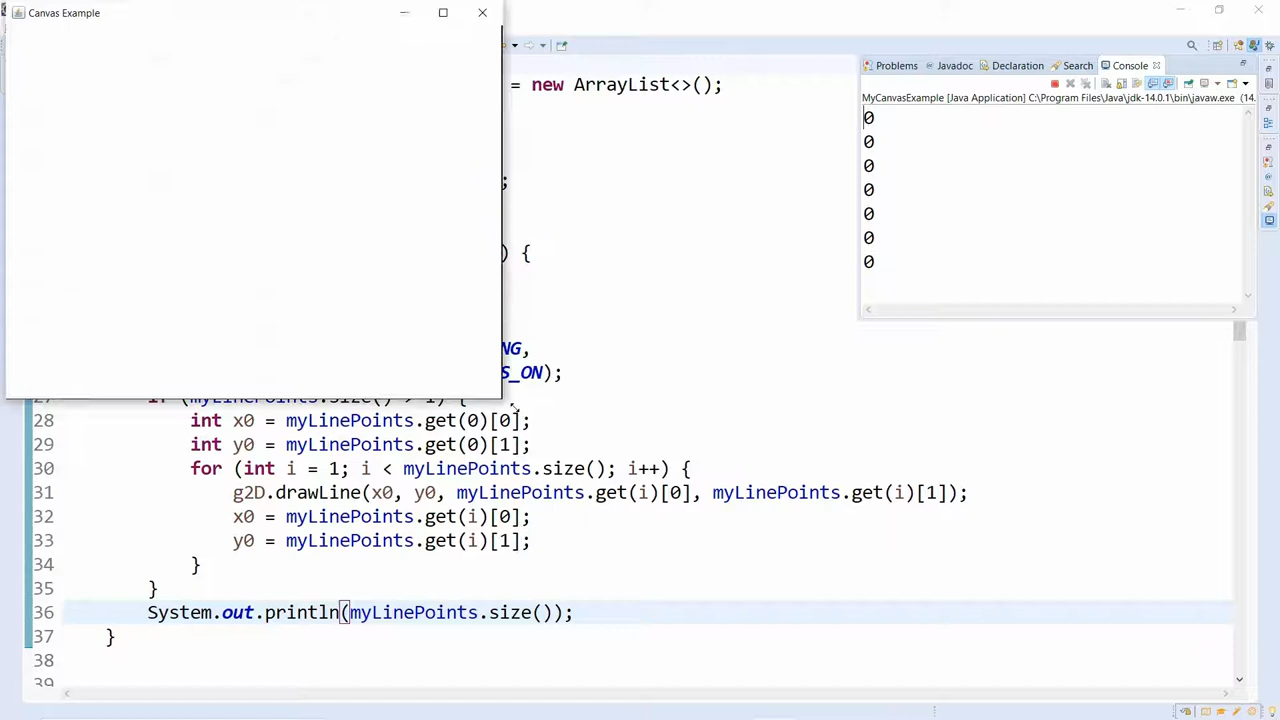 Canvas Example
= new ArrayList<>();
;
) {
NG,
S_ON);
Problems Javadoc Declaration Search Console
MyCanvasExample [Java Application] C:\Program Files\Java\jdk-14.0.1\bin\javaw.exe (14.
0
0
0
0
0
0
0
27 if (myLinePoints.size() > 1) {
28 int x0 = myLinePoints.get(0)[0];
29 int y0 = myLinePoints.get(0)[1];
30 for (int i = 1; i < myLinePoints.size(); i++) {
31 g2D.drawLine(x0, y0, myLinePoints.get(i)[0], myLinePoints.get(i)[1]);
32 x0 = myLinePoints.get(i)[0];
33 y0 = myLinePoints.get(i)[1];
34 }
35 }
36 System.out.println(myLinePoints.size());
37 }
38
39